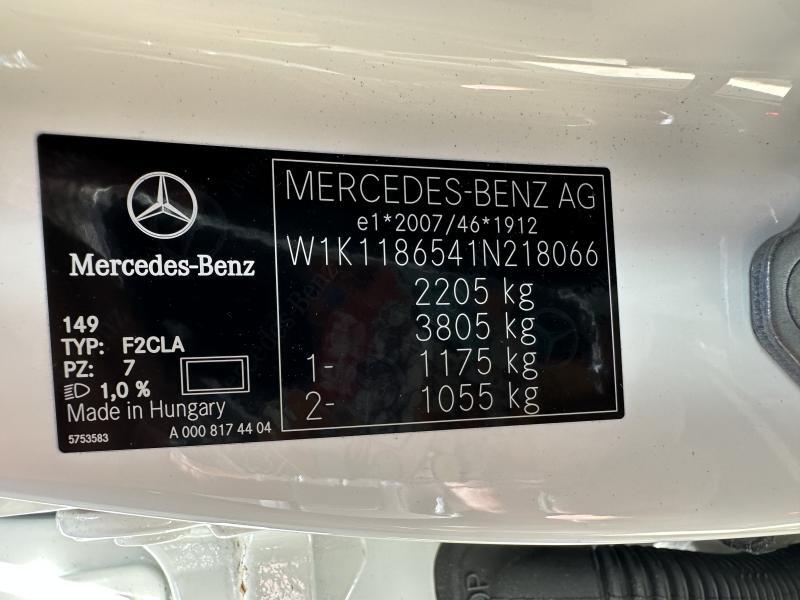 Mercedes-Benz
149
TYP: F2CLA
PZ: 7
1,0 %
Made in Hungary
5753583
A 000 817 44 04
MERCEDES-BENZ AG
e1*2007/46*1912
W1K1186541N218066
2205 kg
3805 kg
1- 1175 kg
2- 1055 kg